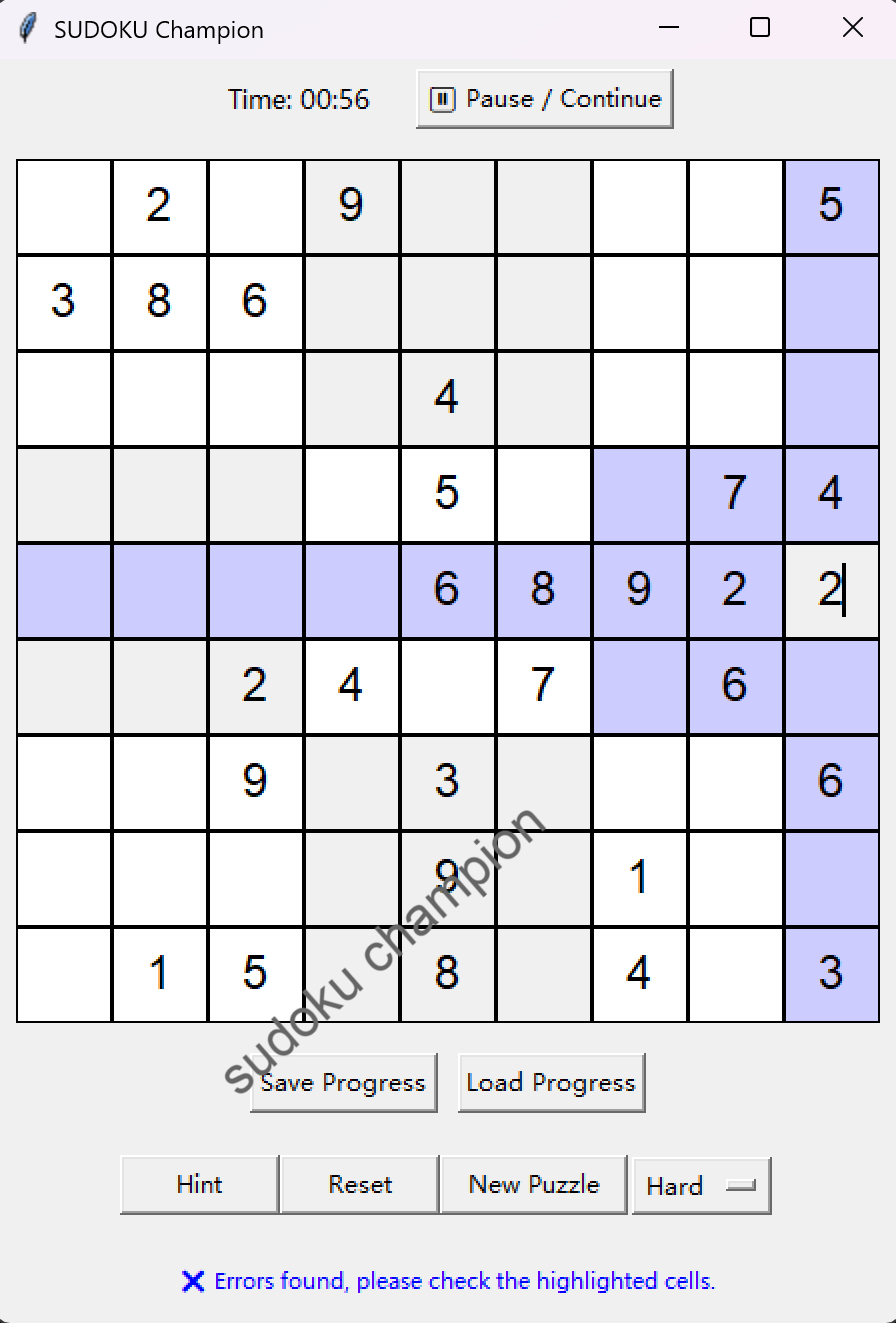 SUDOKU Champion
Time: 00:56 Pause / Continue
2 9 5
3 8 6
4
5 7 4
6 8 9 2 2
2 4 7 6
9 3 6
9 1
1 5 8 4 3
sudoku champion
Save Progress Load Progress
Hint Reset New Puzzle Hard
Errors found, please check the highlighted cells.